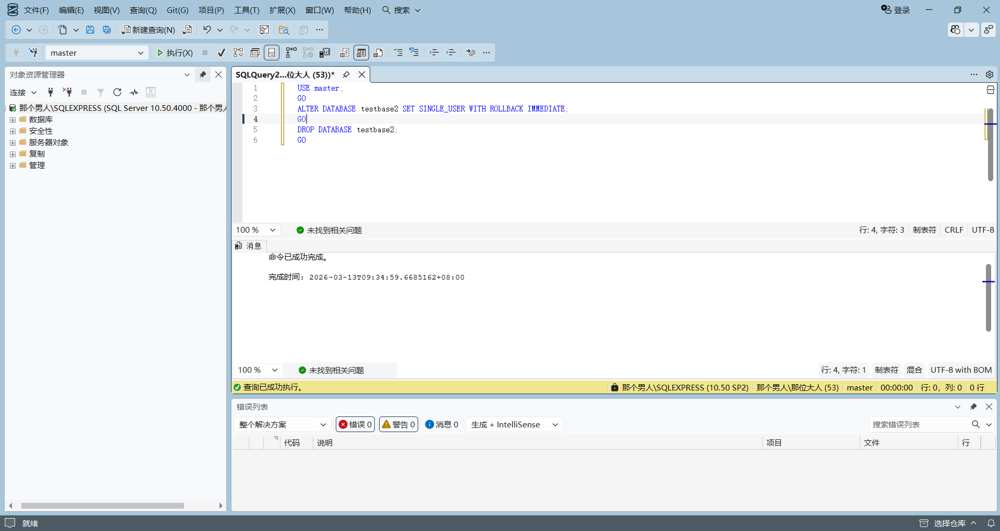 文件(F) 编辑(E) 视图(V) 查询(Q) Git(G) 项目(P) 工具(T) 扩展(X) 窗口(W) 帮助(H) 搜索 登录
新建查询(N)
master 执行(X)
对象资源管理器
连接
那个男人\SQLEXPRESS (SQL Server 10.50.4000 - 那个男人
数据库
安全性
服务器对象
复制
管理
SQLQuery2...位大人 (53))*
1 USE master;
2 GO
3 ALTER DATABASE testbase2 SET SINGLE_USER WITH ROLLBACK IMMEDIATE;
4 GO
5 DROP DATABASE testbase2;
6 GO
100 % 未找到相关问题 行: 4, 字符: 3 制表符 CRLF UTF-8
消息
命令已成功完成。
完成时间: 2026-03-13T09:34:59.6685162+08:00
100 % 未找到相关问题 行: 4, 字符: 1 制表符 混合 UTF-8 with BOM
查询已成功执行。 那个男人\SQLEXPRESS (10.50 SP2) 那个男人\那位大人 (53) master 00:00:00 行: 0, 列: 0 0 行
错误列表
整个解决方案 错误 0 警告 0 消息 0 生成 + IntelliSense 搜索错误列表
代码 说明 项目 文件 行
就绪 选择仓库